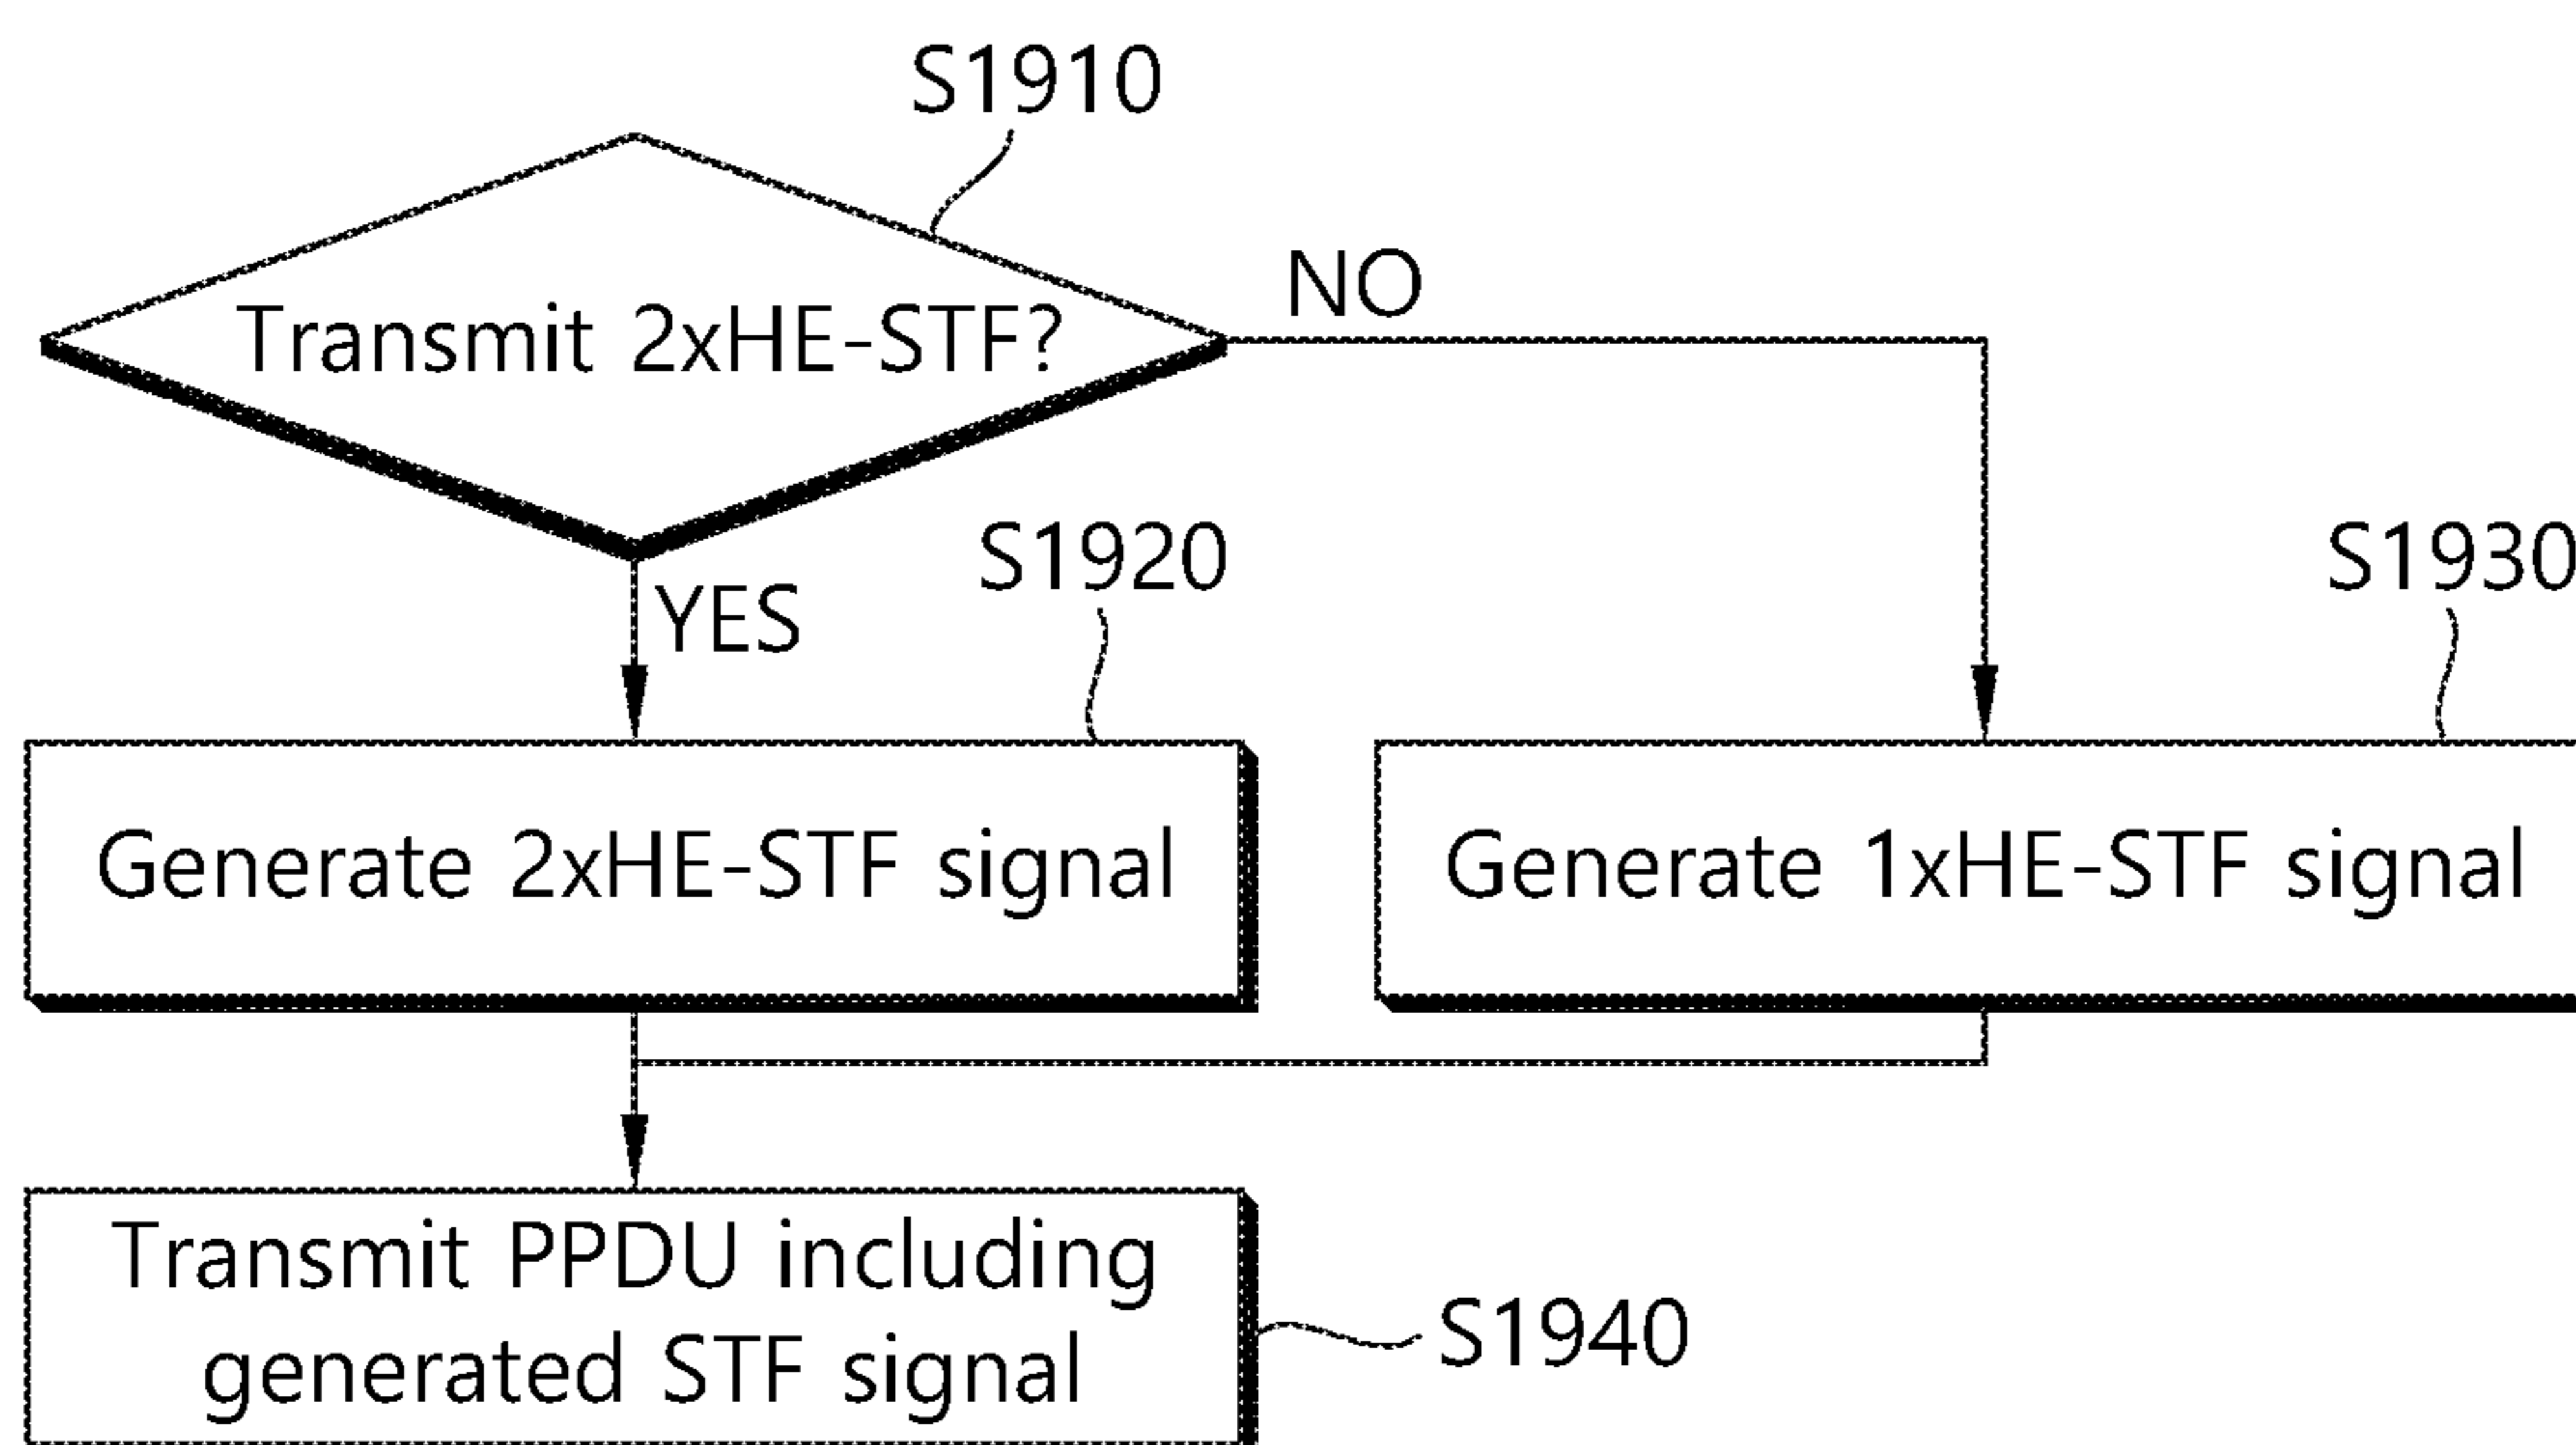 S1910
Transmit 2xHE-STF?
NO
YES
S1920
S1930
Generate 2xHE-STF signal
Generate 1xHE-STF signal
Transmit PPDU including
generated STF signal
S1940